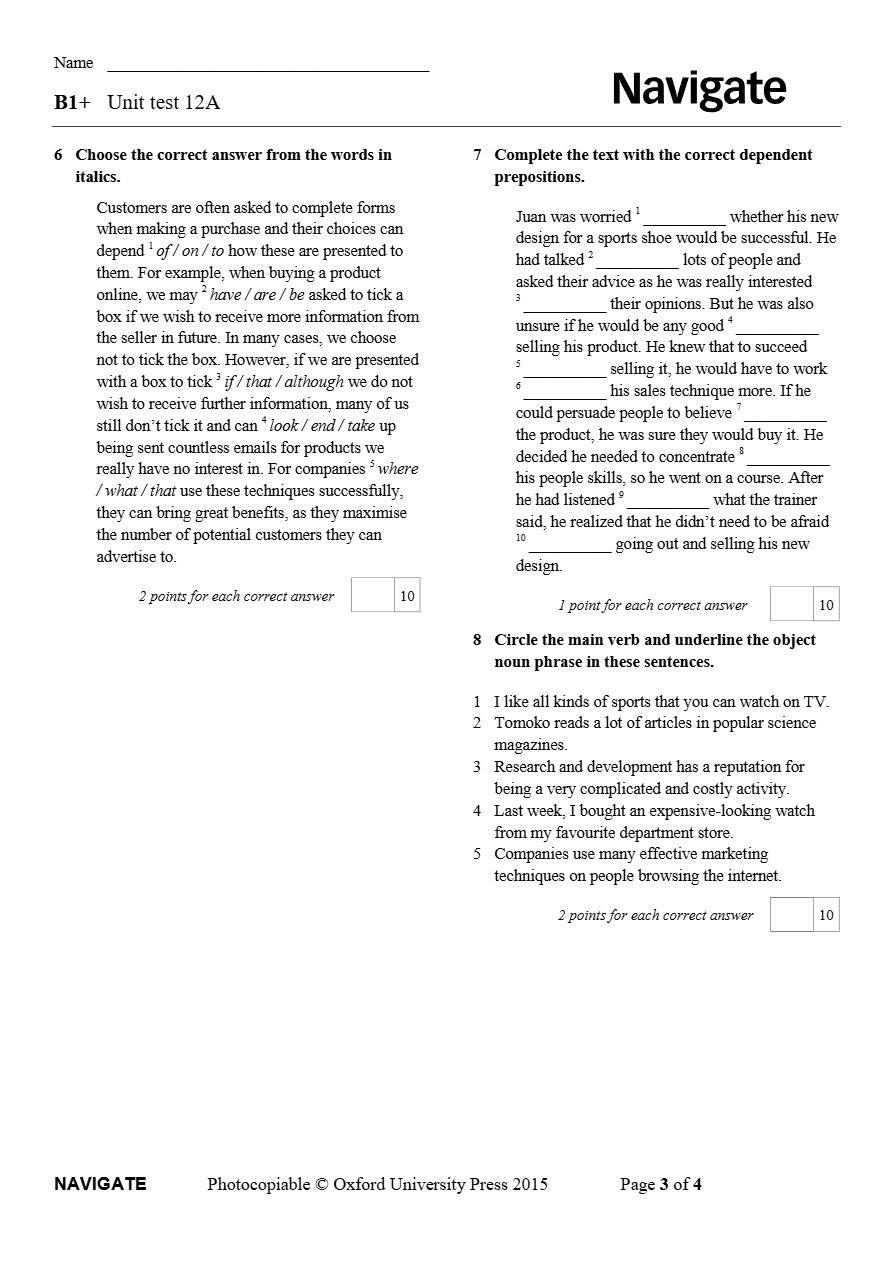 Name ____________________
Navigate
B1+ Unit test 12A
6 Choose the correct answer from the words in
italics.
Customers are often asked to complete forms
when making a purchase and their choices can
depend 1 of / on / to how these are presented to
them. For example, when buying a product
online, we may 2 have / are / be asked to tick a
box if we wish to receive more information from
the seller in future. In many cases, we choose
not to tick the box. However, if we are presented
with a box to tick 3 if / that / although we do not
wish to receive further information, many of us
still don’t tick it and can 4 look / end / take up
being sent countless emails for products we
really have no interest in. For companies 5 where
/ what / that use these techniques successfully,
they can bring great benefits, as they maximise
the number of potential customers they can
advertise to.
2 points for each correct answer 10
7 Complete the text with the correct dependent
prepositions.
Juan was worried 1 __________ whether his new
design for a sports shoe would be successful. He
had talked 2 __________ lots of people and
asked their advice as he was really interested
3 __________ their opinions. But he was also
unsure if he would be any good 4 __________
selling his product. He knew that to succeed
5 __________ selling it, he would have to work
6 __________ his sales technique more. If he
could persuade people to believe 7 __________
the product, he was sure they would buy it. He
decided he needed to concentrate 8 __________
his people skills, so he went on a course. After
he had listened 9 __________ what the trainer
said, he realized that he didn’t need to be afraid
10 __________ going out and selling his new
design.
1 point for each correct answer 10
8 Circle the main verb and underline the object
noun phrase in these sentences.
1 I like all kinds of sports that you can watch on TV.
2 Tomoko reads a lot of articles in popular science
magazines.
3 Research and development has a reputation for
being a very complicated and costly activity.
4 Last week, I bought an expensive-looking watch
from my favourite department store.
5 Companies use many effective marketing
techniques on people browsing the internet.
2 points for each correct answer 10
NAVIGATE Photocopiable © Oxford University Press 2015 Page 3 of 4